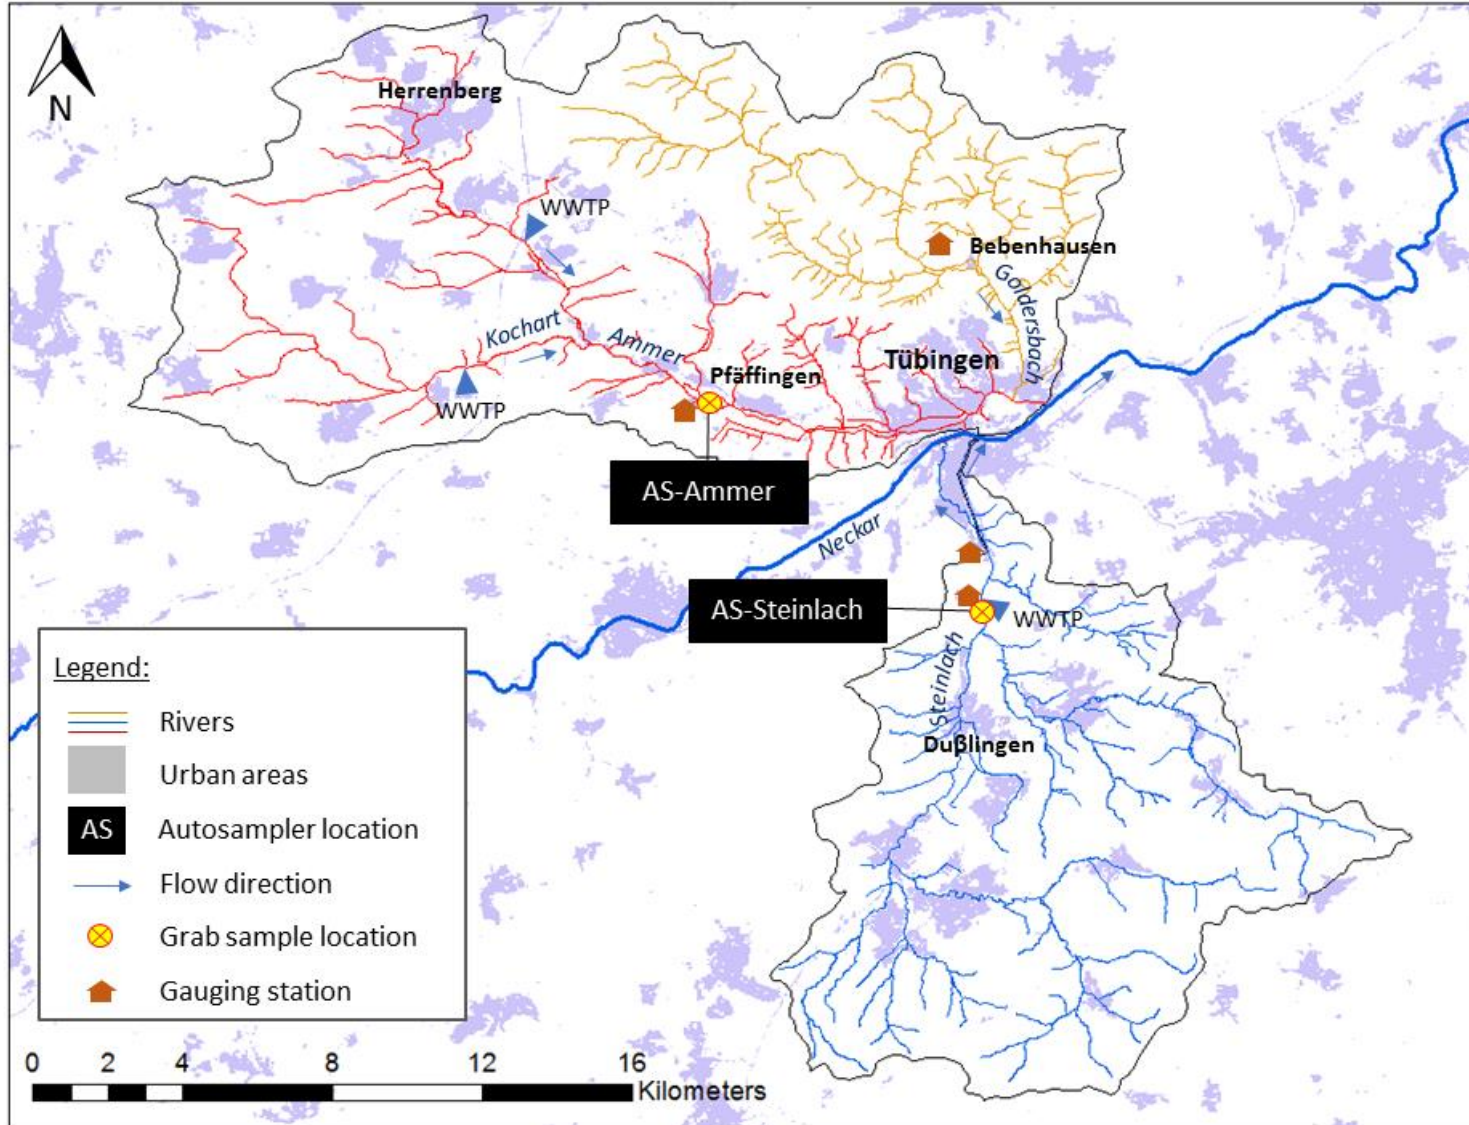 N
Herrenberg
WWTP
Bebenhausen
Goldersbach
Kochart
Ammer
Tübingen
Pfäffingen
WWTP
AS-Ammer
Neckar
AS-Steinlach
WWTP
Steinlach
Dußlingen
Legend:
Rivers
Urban areas
AS Autosampler location
Flow direction
Grab sample location
Gauging station
0 2 4 8 12 16
Kilometers